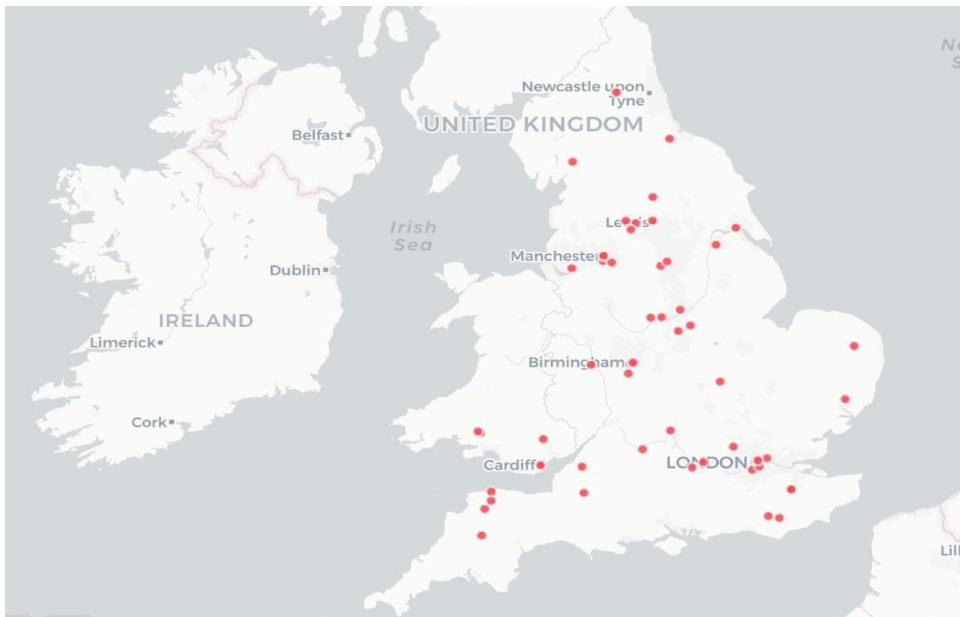 Newcastle upon
Tyne
UNITED KINGDOM
Belfast
Irish
Sea
Leeds
Manchester
Dublin
IRELAND
Limerick
Birmingham
Cork
Cardiff
LONDON